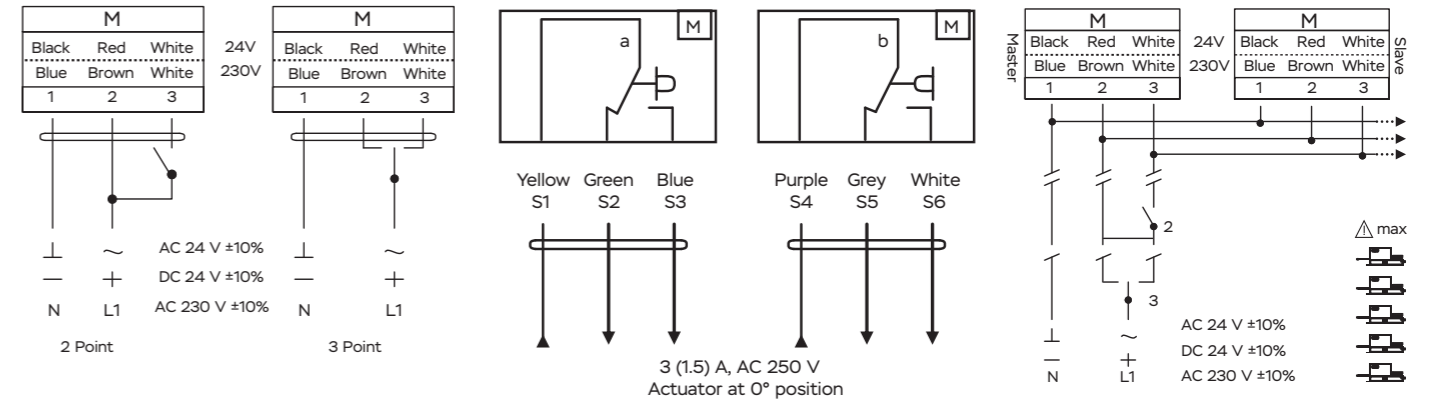 M
Black Red White
Blue Brown White
1 2 3
24V
230V
M
Black Red White
Blue Brown White
1 2 3
⊥ ~ AC 24 V ±10% ⊥ ~
— + DC 24 V ±10% — +
N L1 AC 230 V ±10% N L1
2 Point
3 Point
M
a
Yellow Green Blue
S1 S2 S3
M
b
Purple Grey White
S4 S5 S6
3 (1.5) A, AC 250 V
Actuator at 0° position
Master
M
Black Red White
Blue Brown White
1 2 3
24V
230V
M
Black Red White
Blue Brown White
1 2 3
Slave
2
3
⊥ ~ AC 24 V ±10%
— + DC 24 V ±10%
N L1 AC 230 V ±10%
⚠ max